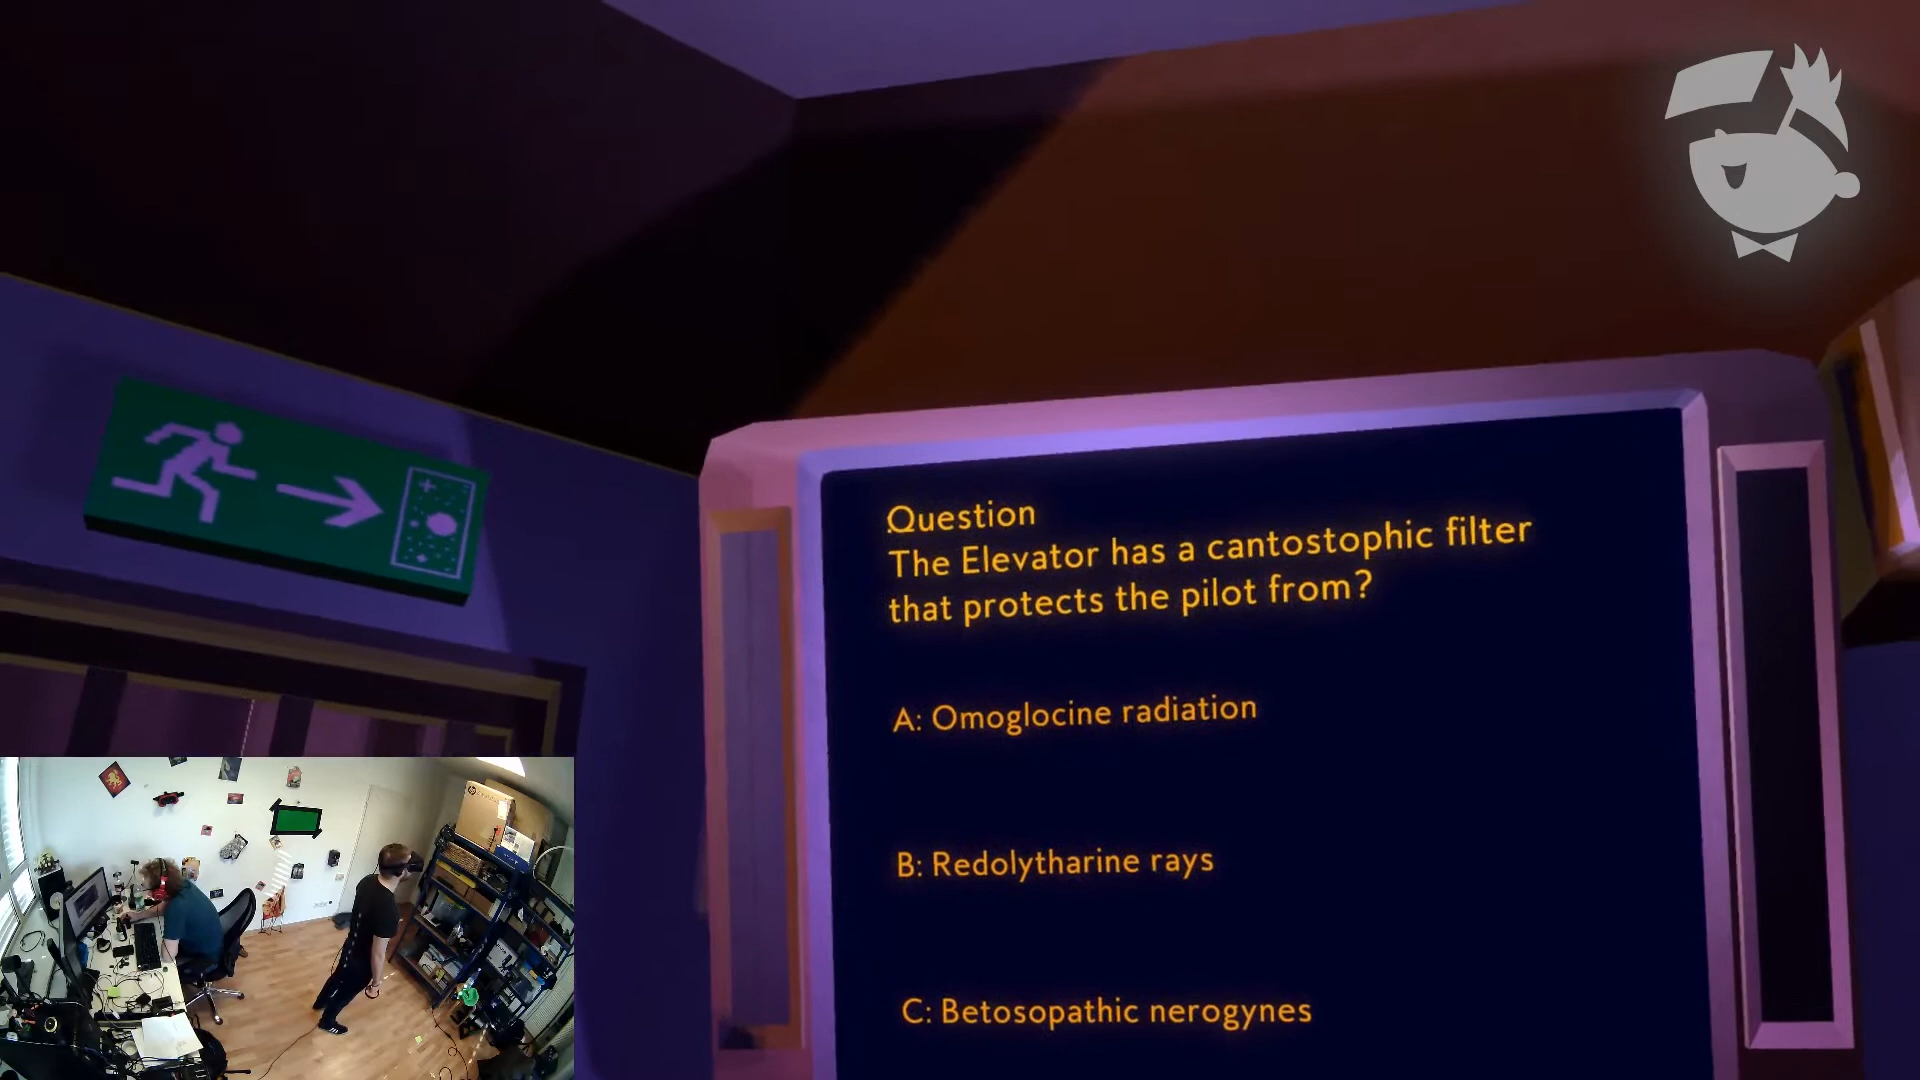 Question
The Elevator has a cantostophic filter
that protects the pilot from?
A: Omoglocine radiation
B: Redolytharine rays
C: Betosopathic nerogynes